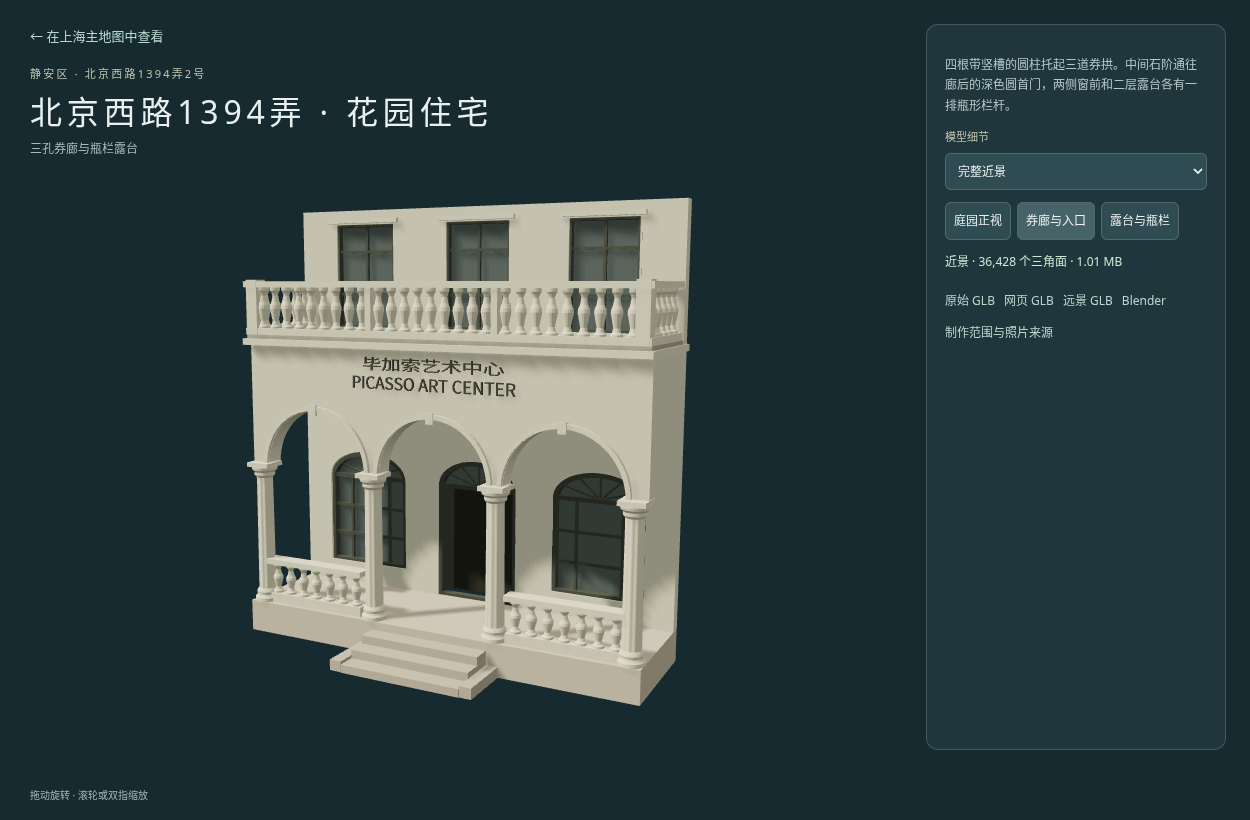 ← 在上海主地图中查看
静安区 · 北京西路1394弄2号
北京西路1394弄 · 花园住宅
三孔券廊与瓶栏露台
毕加索艺术中心
PICASSO ART CENTER
拖动旋转 · 滚轮或双指缩放
四根带竖槽的圆柱托起三道券拱。中间石阶通往
廊后的深色圆首门，两侧窗前和二层露台各有一
排瓶形栏杆。
模型细节
完整近景
庭园正视 券廊与入口 露台与瓶栏
近景 · 36,428 个三角面 · 1.01 MB
原始 GLB 网页 GLB 远景 GLB Blender
制作范围与照片来源